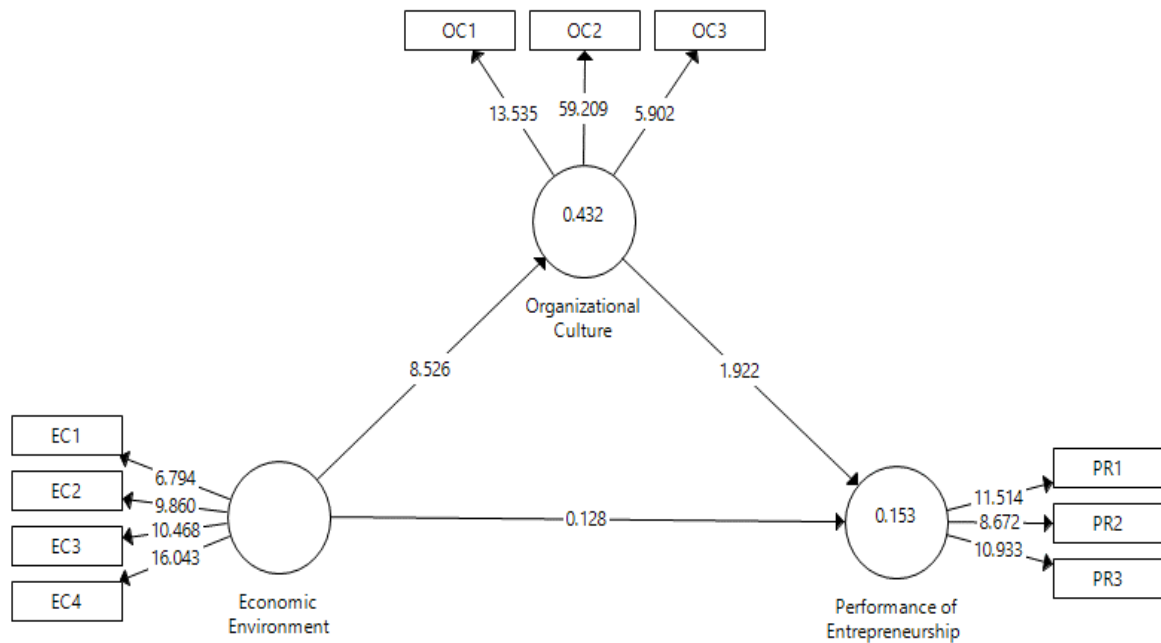 OC1
OC2
OC3
13.535
59.209
5.902
0.432
Organizational
Culture
8.526
1.922
EC1
EC2
EC3
EC4
6.794
9.860
10.468
16.043
Economic
Environment
0.128
0.153
Performance of
Entrepreneurship
11.514
8.672
10.933
PR1
PR2
PR3